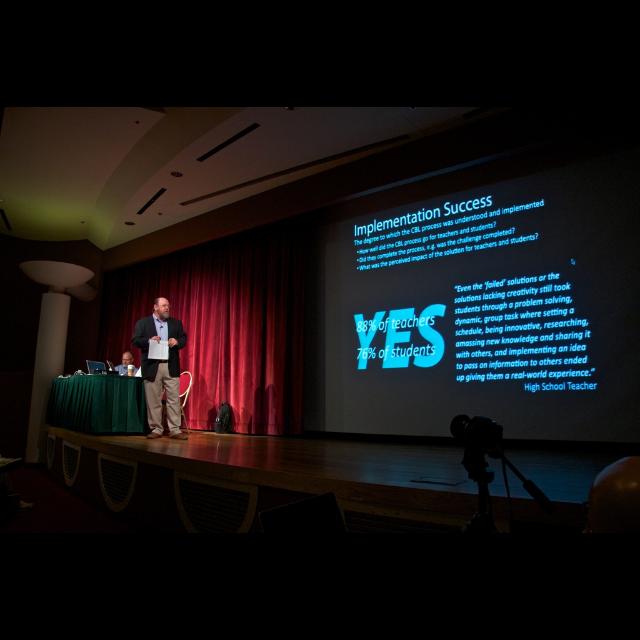 Implementation Success
The degree to which the CBL process was understood and implemented
• How well did the CBL process go for teachers and students?
• Did they complete the process, e.g. was the challenge completed?
• What was the perceived impact of the solution for teachers and students?
YES
88% of teachers
76% of students
"Even the 'failed' solutions or the
solutions lacking creativity still took
students through a problem solving,
dynamic group task where setting a
schedule, being innovative, researching,
amassing new knowledge and sharing it
with others, and implementing an idea
to pass on information to others ended
up giving them a real-world experience."
High School Teacher